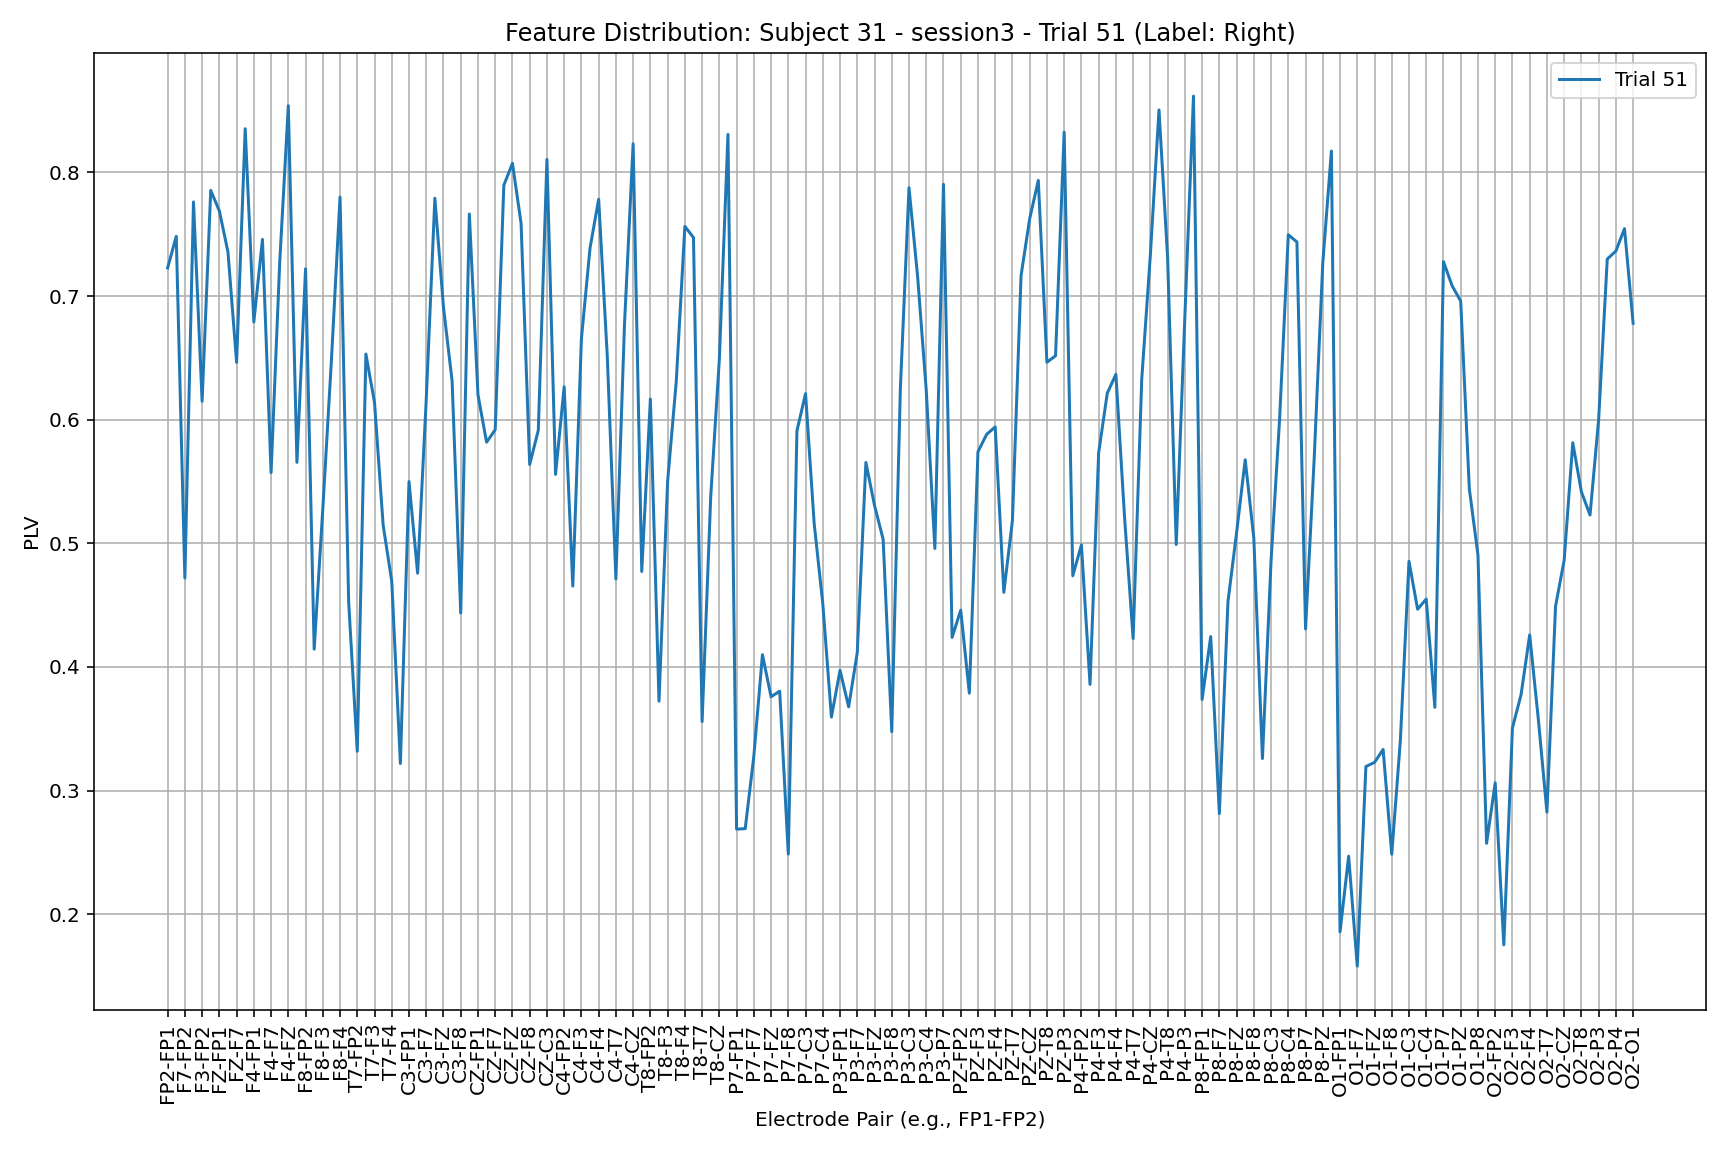 Feature Distribution: Subject 31 - session3 - Trial 51 (Label: Right)
Trial 51
PLV
0.8
0.7
0.6
0.5
0.4
0.3
0.2
FP2-FP1
F7-FP2
F3-FP2
FZ-FP1
FZ-F7
F4-FP1
F4-F7
F4-FZ
F8-FP2
F8-F3
F8-F4
T7-FP2
T7-F3
T7-F4
C3-FP1
C3-F7
C3-FZ
C3-F8
CZ-FP1
CZ-F7
CZ-FZ
CZ-F8
CZ-C3
C4-FP2
C4-F3
C4-F4
C4-T7
C4-CZ
T8-FP2
T8-F3
T8-F4
T8-T7
T8-CZ
P7-FP1
P7-F7
P7-FZ
P7-F8
P7-C3
P7-C4
P3-FP1
P3-F7
P3-FZ
P3-F8
P3-C3
P3-C4
P3-P7
PZ-FP2
PZ-F3
PZ-F4
PZ-T7
PZ-CZ
PZ-T8
PZ-P3
P4-FP2
P4-F3
P4-F4
P4-T7
P4-CZ
P4-T8
P4-P3
P8-FP1
P8-F7
P8-FZ
P8-F8
P8-C3
P8-C4
P8-P7
P8-PZ
O1-FP1
O1-F7
O1-FZ
O1-F8
O1-C3
O1-C4
O1-P7
O1-PZ
O1-P8
O2-FP2
O2-F3
O2-F4
O2-T7
O2-CZ
O2-T8
O2-P3
O2-P4
O2-O1
Electrode Pair (e.g., FP1-FP2)